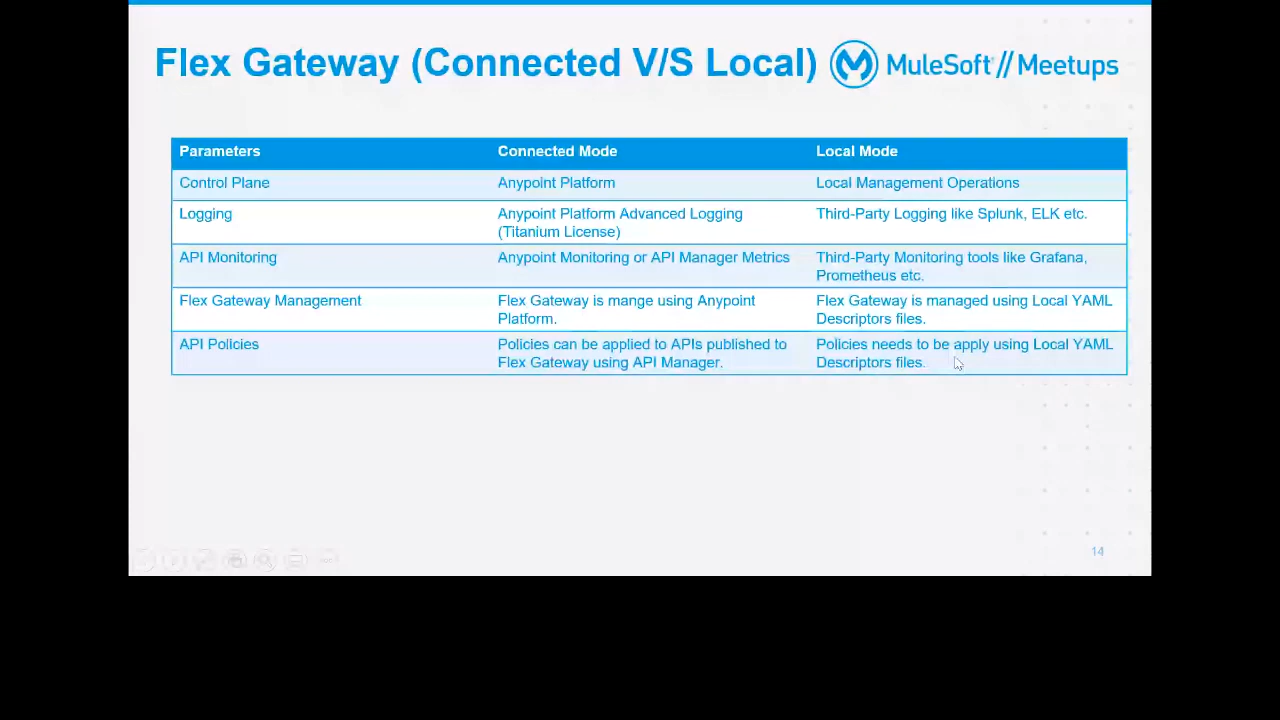 Flex Gateway (Connected V/S Local)
MuleSoft // Meetups
Parameters Connected Mode Local Mode
Control Plane Anypoint Platform Local Management Operations
Logging Anypoint Platform Advanced Logging Third-Party Logging like Splunk, ELK etc.
(Titanium License)
API Monitoring Anypoint Monitoring or API Manager Metrics Third-Party Monitoring tools like Grafana,
Prometheus etc.
Flex Gateway Management Flex Gateway is mange using Anypoint Flex Gateway is managed using Local YAML
Platform. Descriptors files.
API Policies Policies can be applied to APIs published to Policies needs to be apply using Local YAML
Flex Gateway using API Manager. Descriptors files.
14